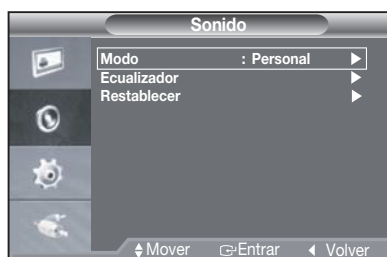 Sonido
Modo : Personal
Ecualizador
Restablecer
Mover Entrar Volver